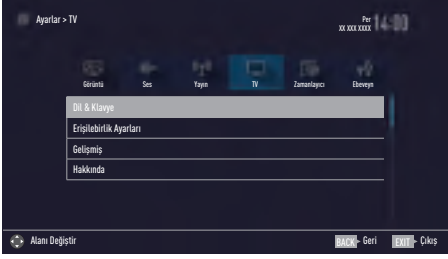 Ayarlar > TV
Per
xx xxx xxxx 14:00
Görüntü Ses Yayın TV Zamanlayıcı Ebeveyn
Dil & Klavye
Erişilebilirlik Ayarları
Gelişmiş
Hakkında
Alanı Değiştir BACK Geri EXIT Çıkış